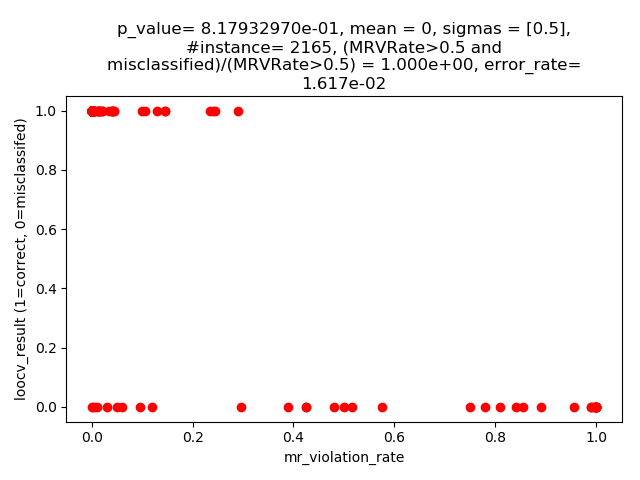 p_value= 8.17932970e-01, mean = 0, sigmas = [0.5],
#instance= 2165, (MRVRate>0.5 and
misclassified)/(MRVRate>0.5) = 1.000e+00, error_rate=
1.617e-02
1.0
0.8
0.6
0.4
0.2
0.0
loocv_result (1=correct, 0=misclassifed)
0.0 0.2 0.4 0.6 0.8 1.0
mr_violation_rate